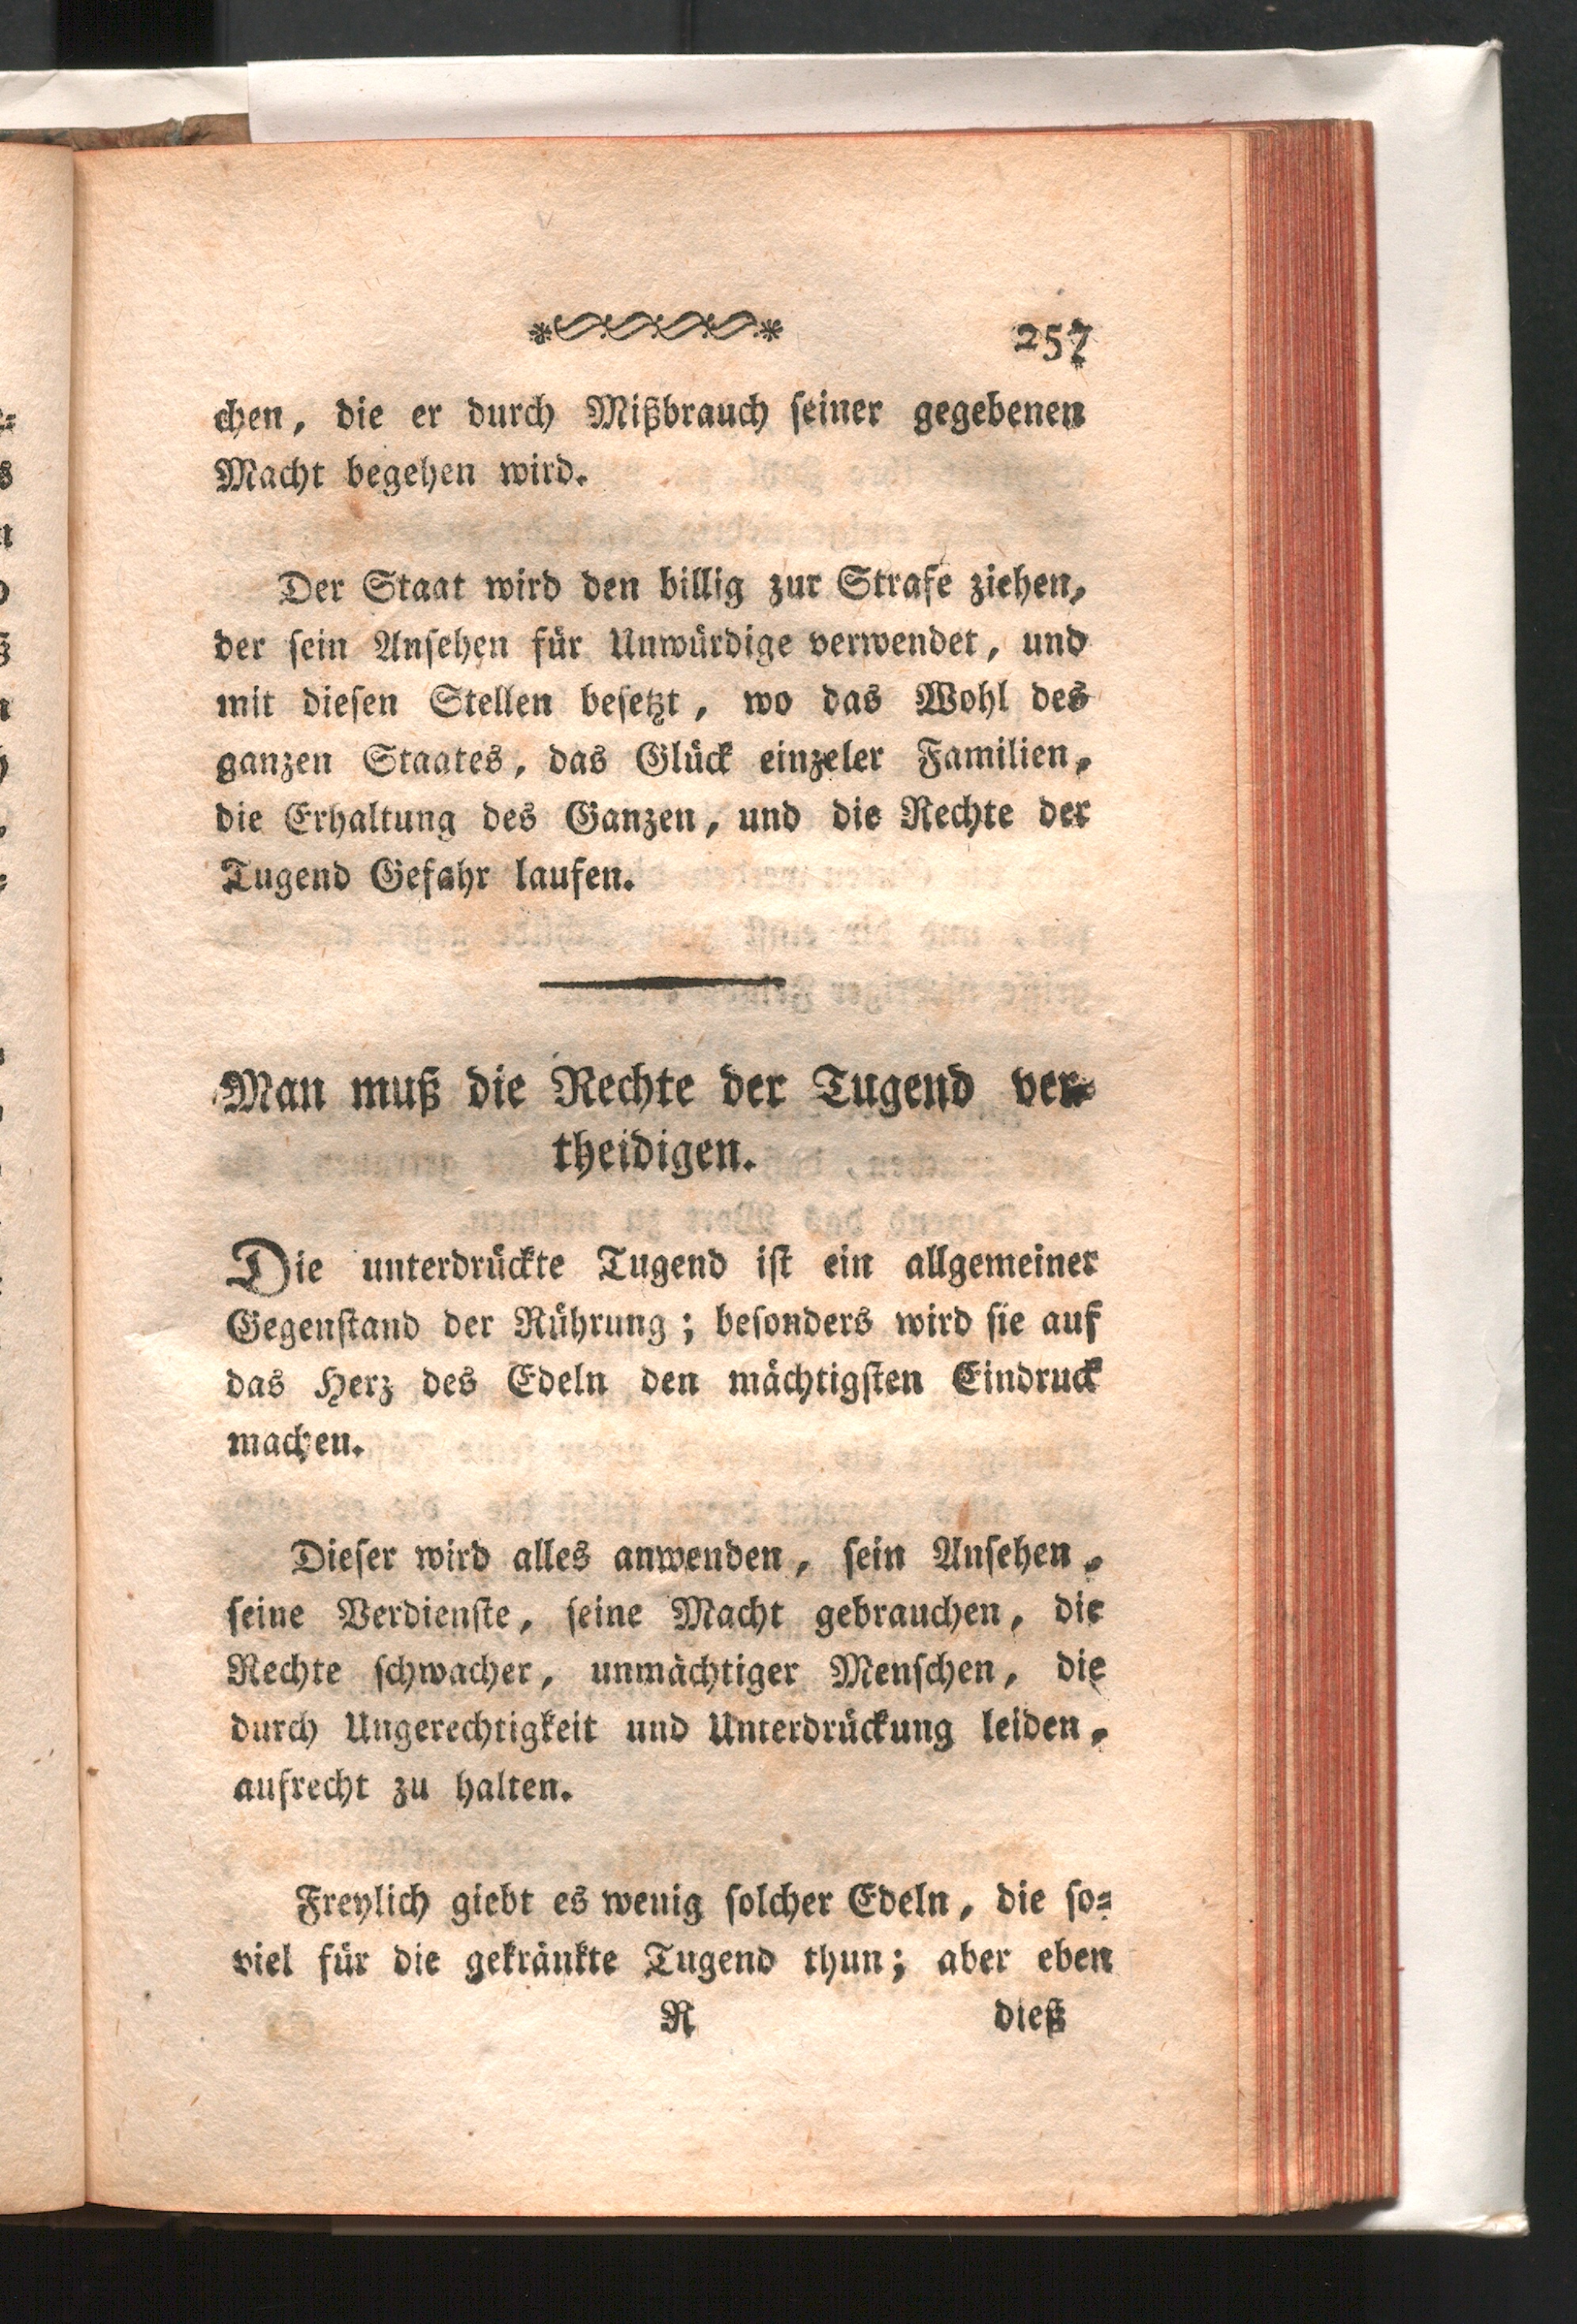 257
chen, die er durch Mißbrauch seiner gegebenen
Macht begehen wird.
Der Staat wird den billig zur Strafe ziehen,
der sein Ansehen für Unwürdige verwendet, und
mit diesen Stellen besetzt, wo das Wohl des
ganzen Staates, das Glück einzeler Familien,
die Erhaltung des Ganzen, und die Rechte der
Tugend Gefahr laufen.
Man muß die Rechte der Tugend ver-
theidigen.
Die unterdrückte Tugend ist ein allgemeiner
Gegenstand der Rührung; besonders wird sie auf
das Herz des Edeln den mächtigsten Eindruck
machen.
Dieser wird alles anwenden, sein Ansehen,
seine Verdienste, seine Macht gebrauchen, die
Rechte schwacher, unmächtiger Menschen, die
durch Ungerechtigkeit und Unterdrückung leiden,
aufrecht zu halten.
Freylich giebt es wenig solcher Edeln, die so-
viel für die gekränkte Tugend thun; aber eben
R dieß